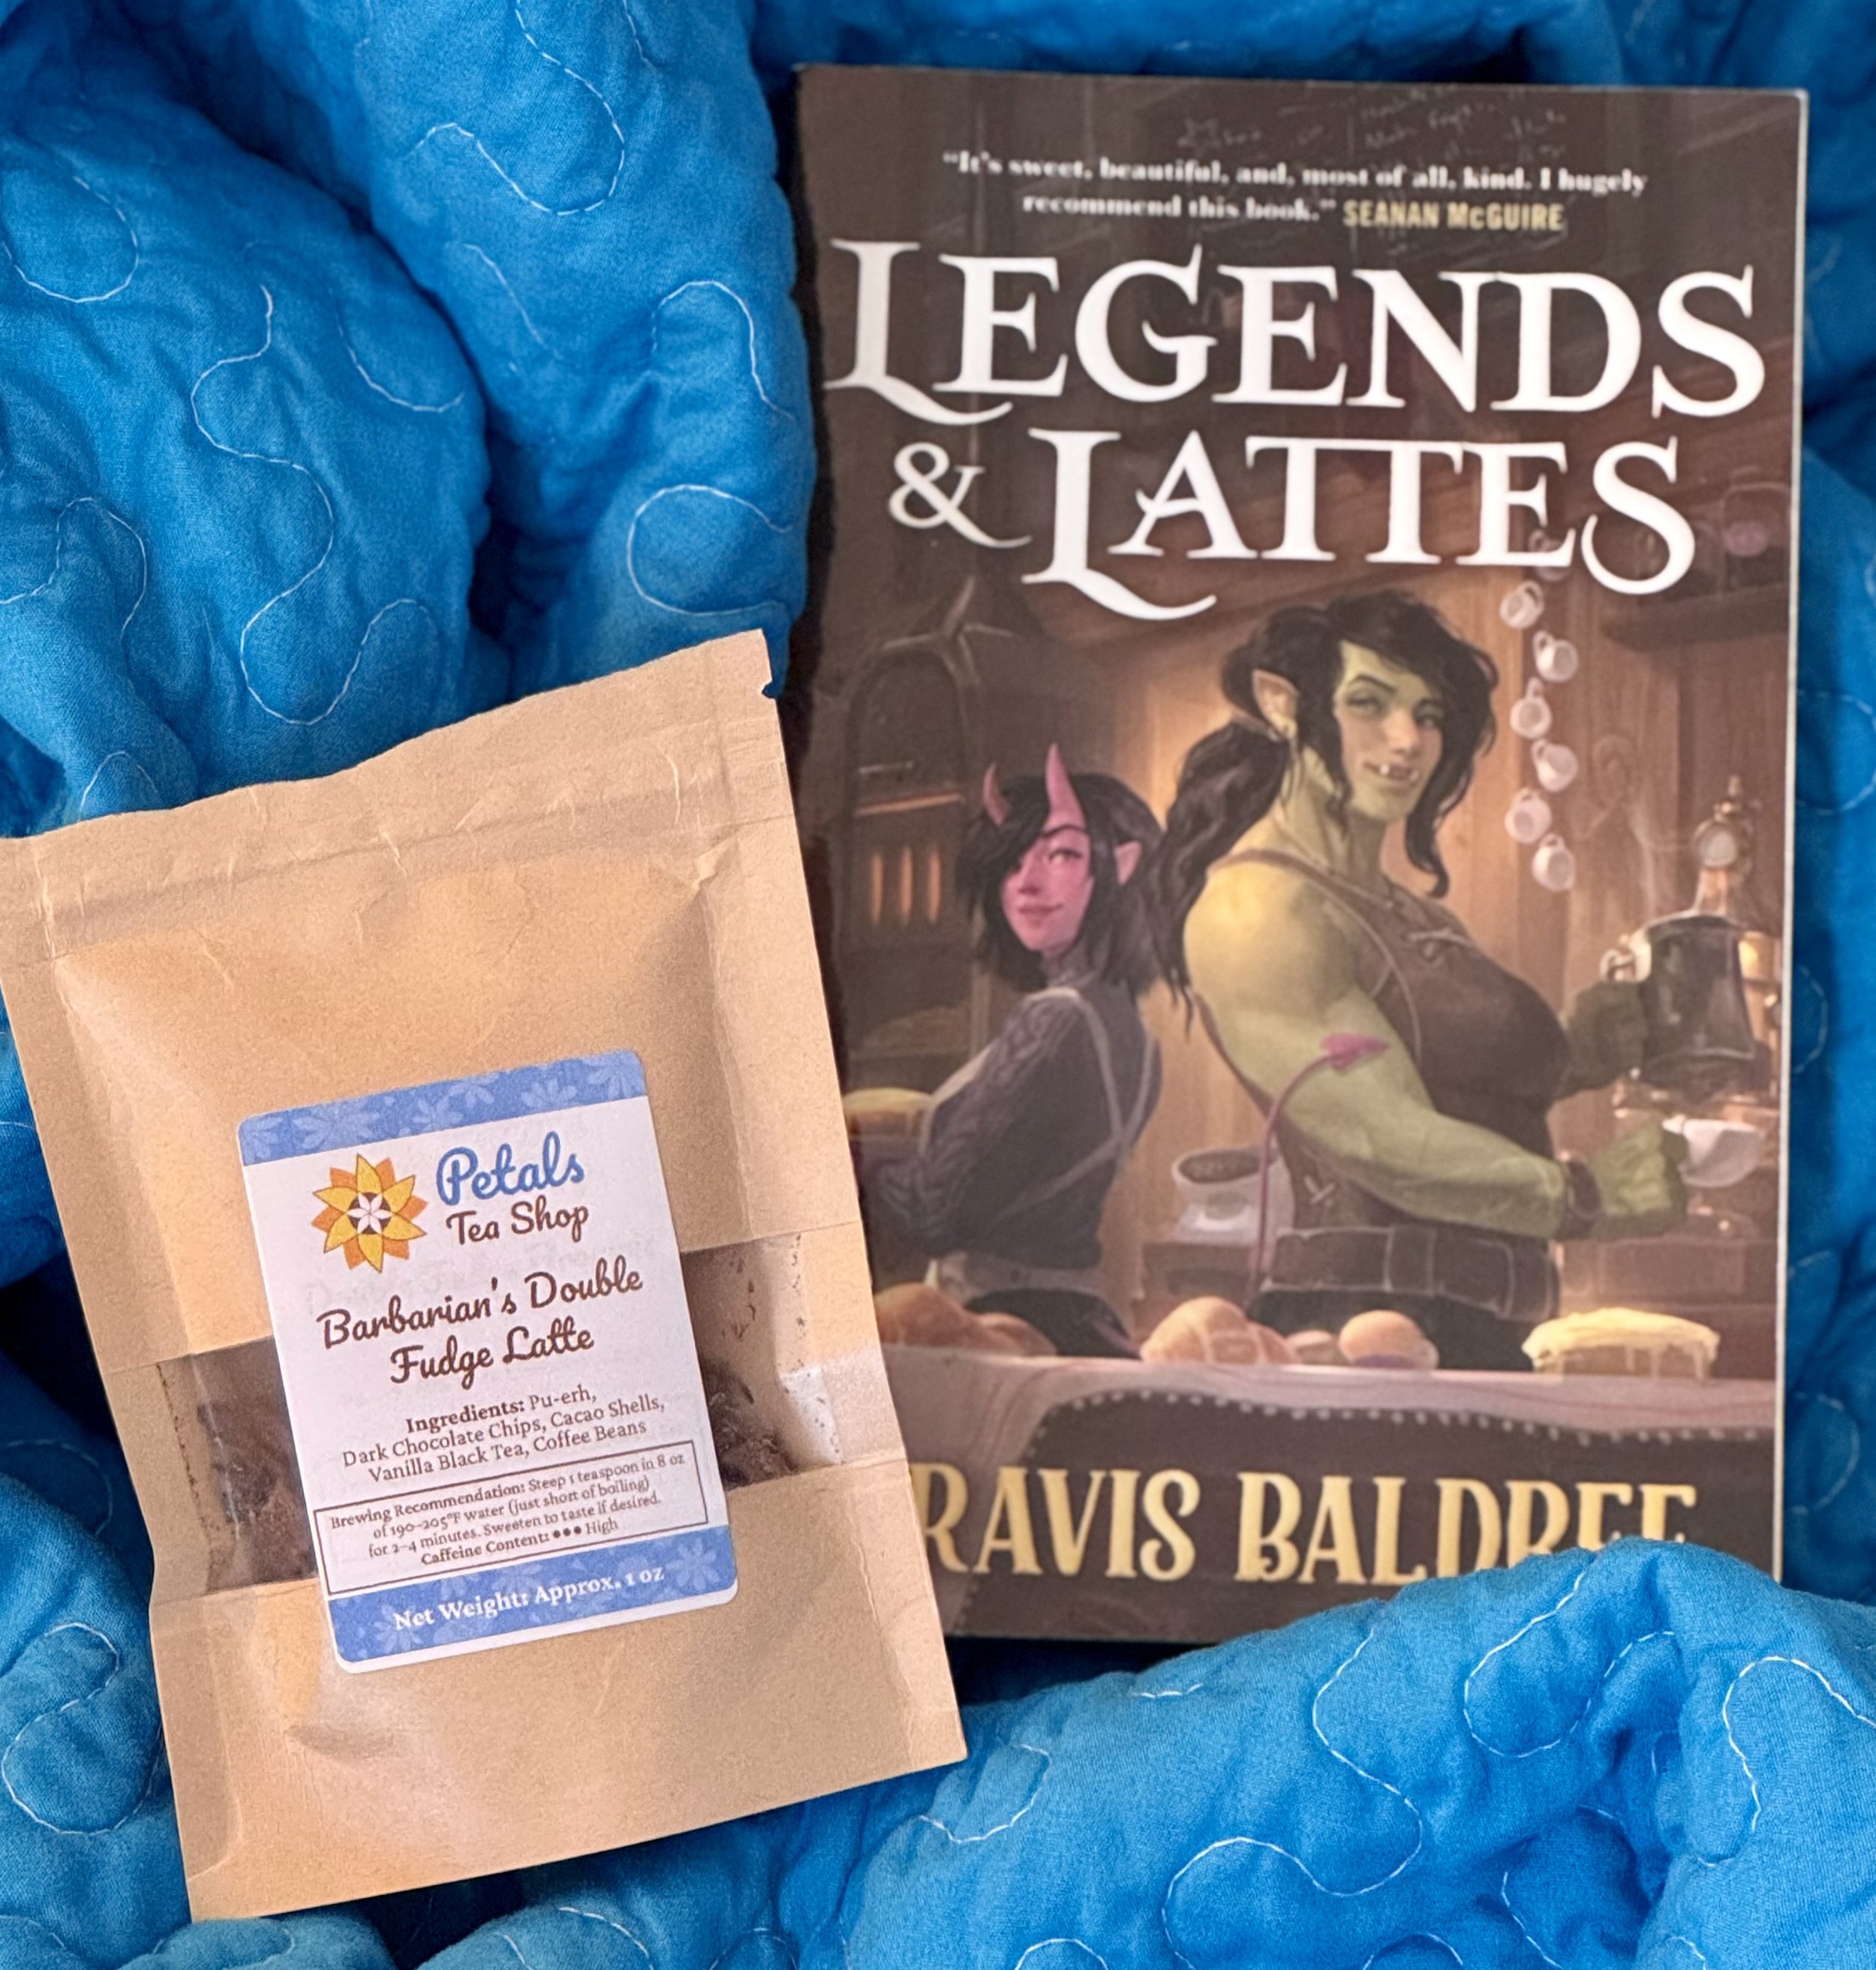 "It's sweet, beautiful, and, most of all, kind. I hugely
recommend this book." SEANAN McGUIRE
LEGENDS
& LATTES
RAVIS BALDREE
Petals
Tea Shop
Barbarian's Double
Fudge Latte
Ingredients: Pu-erh,
Dark Chocolate Chips, Cacao Shells,
Vanilla Black Tea, Coffee Beans
Brewing Recommendation: Steep 1 teaspoon in 8 oz
of 190-205°F water (just short of boiling)
for 2-4 minutes. Sweeten to taste if desired.
Caffeine Content: ●●● High
Net Weight: Approx. 1 oz